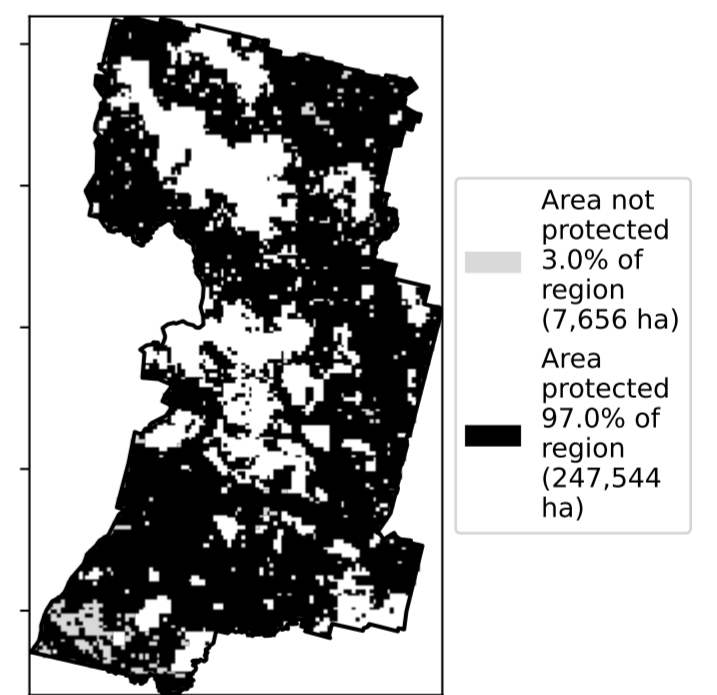 Area not
protected
3.0% of
region
(7,656 ha)
Area
protected
97.0% of
region
(247,544
ha)